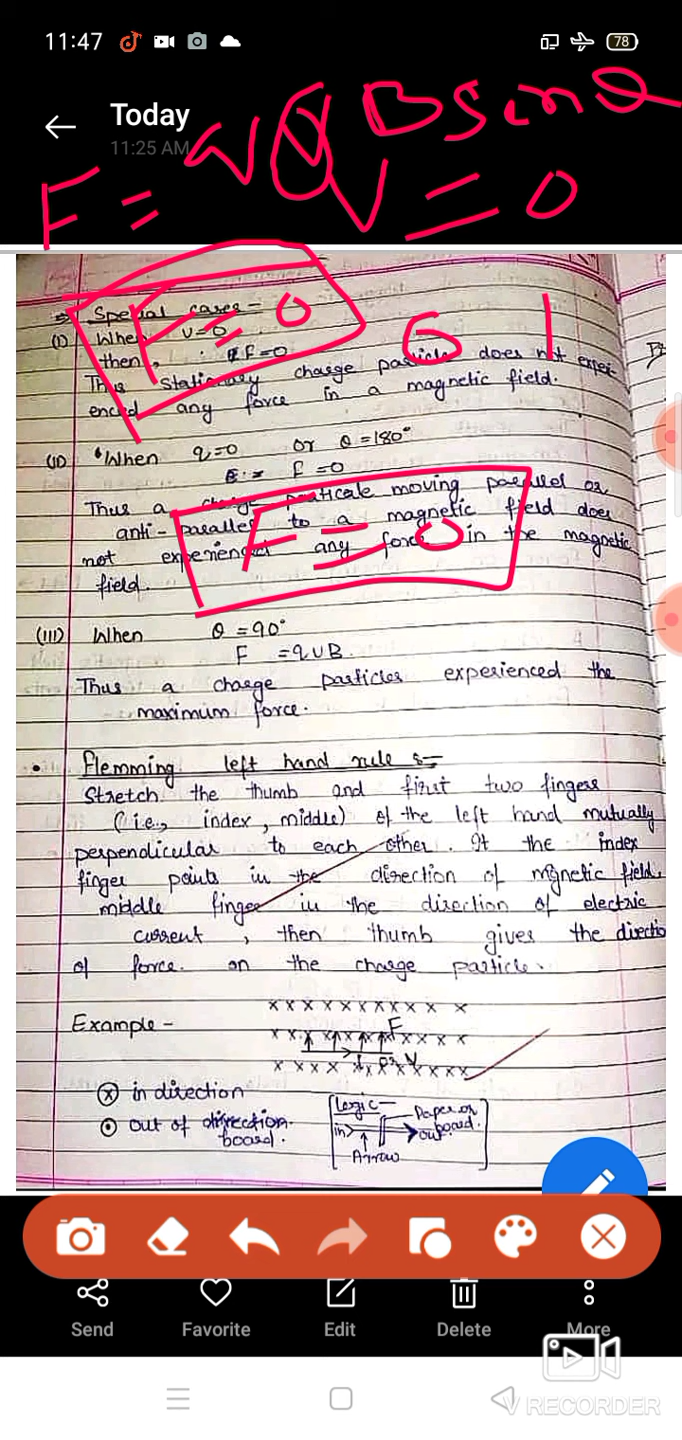 11:47
78
Today
11:25 AM
F = qVB sinθ
V = 0
F = 0
⇒ Special cases -
(i) When V=0
then, F=0
Thus stationary charge particle does not exper-
enced any force in a magnetic field.
(ii) When q=0 or θ =180°
F =0
Thus a charge particale moving parallel or
anti-parallel to a magnetic field does
not experienced any force in the magnetic
field.
F = 0
(iii) When θ =90°
F =qUB.
Thus a charge particles experienced the
maximum force.
• Flemming left hand rule :-
Stretch the thumb and first two fingers
(i.e., index, middle) of the left hand mutually
perpendicular to each other. If the index
finger points in the direction of magnetic field,
middle finger in the direction of electric
current, then thumb gives the directio
of force on the charge particle.
x x x x x x x x x x x
Example - F
V
ⓧ in direction
⊙ out of direction.
board.
Logic -
Paper or
board.
in
out
Arrow
Send Favorite Edit Delete More
V RECORDER